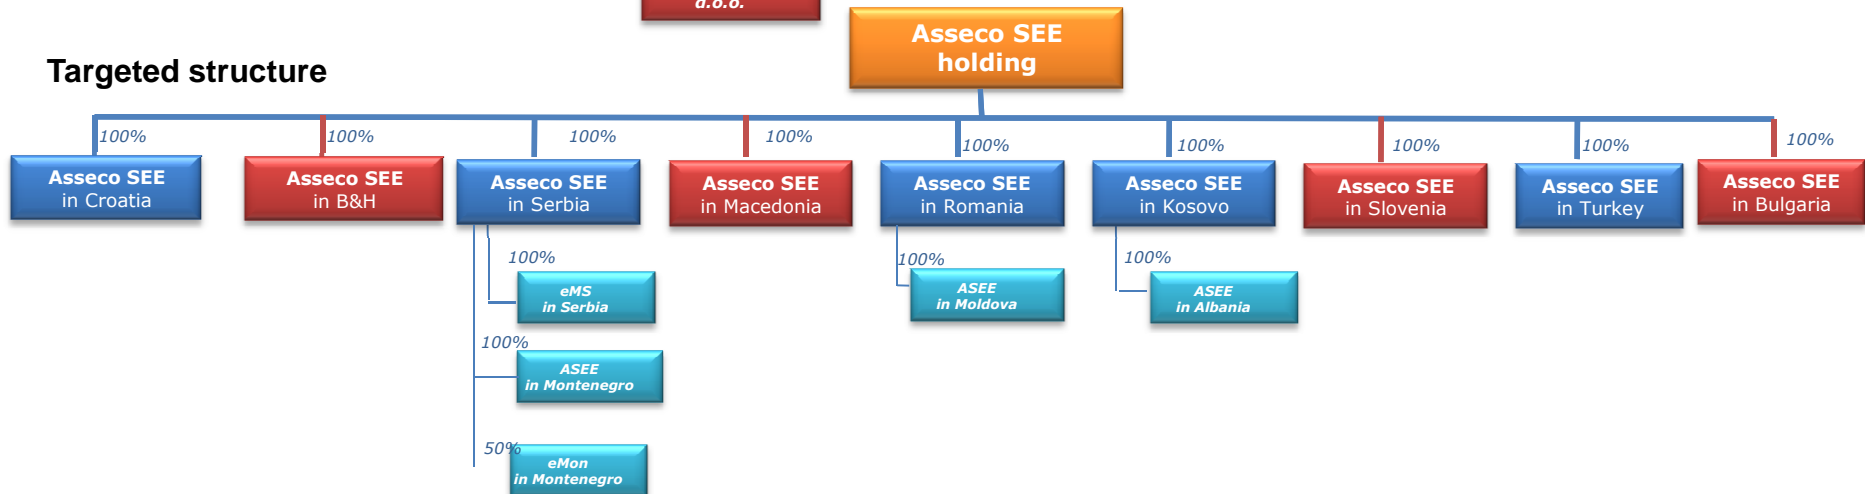 d.o.o.
Asseco SEE
holding
Targeted structure
100%
100%
100%
100%
100%
100%
100%
100%
100%
Asseco SEE
in Croatia
Asseco SEE
in B&H
Asseco SEE
in Serbia
Asseco SEE
in Macedonia
Asseco SEE
in Romania
Asseco SEE
in Kosovo
Asseco SEE
in Slovenia
Asseco SEE
in Turkey
Asseco SEE
in Bulgaria
100%
eMS
in Serbia
100%
ASEE
in Moldova
100%
ASEE
in Albania
100%
ASEE
in Montenegro
50%
eMon
in Montenegro